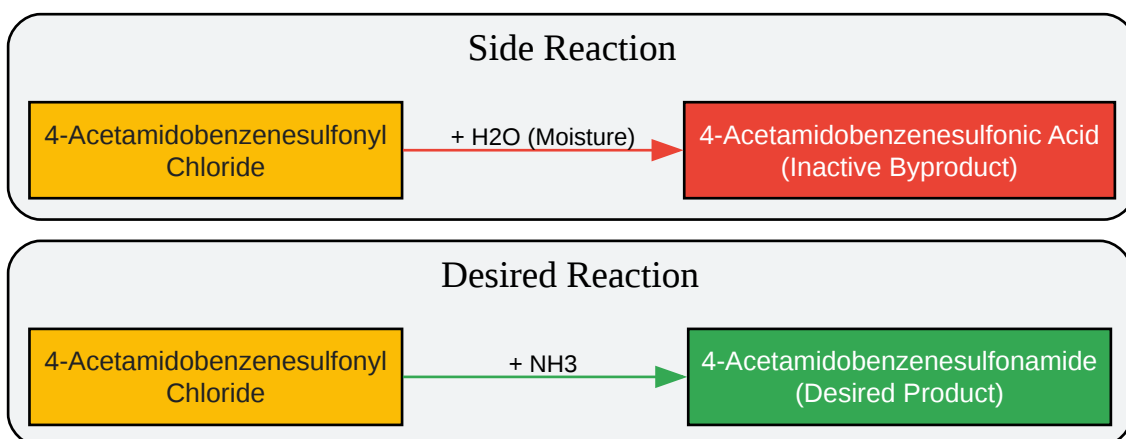 Side Reaction
4-Acetamidobenzenesulfonyl
Chloride
+ H2O (Moisture)
4-Acetamidobenzenesulfonic Acid
(Inactive Byproduct)
Desired Reaction
4-Acetamidobenzenesulfonyl
Chloride
+ NH3
4-Acetamidobenzenesulfonamide
(Desired Product)